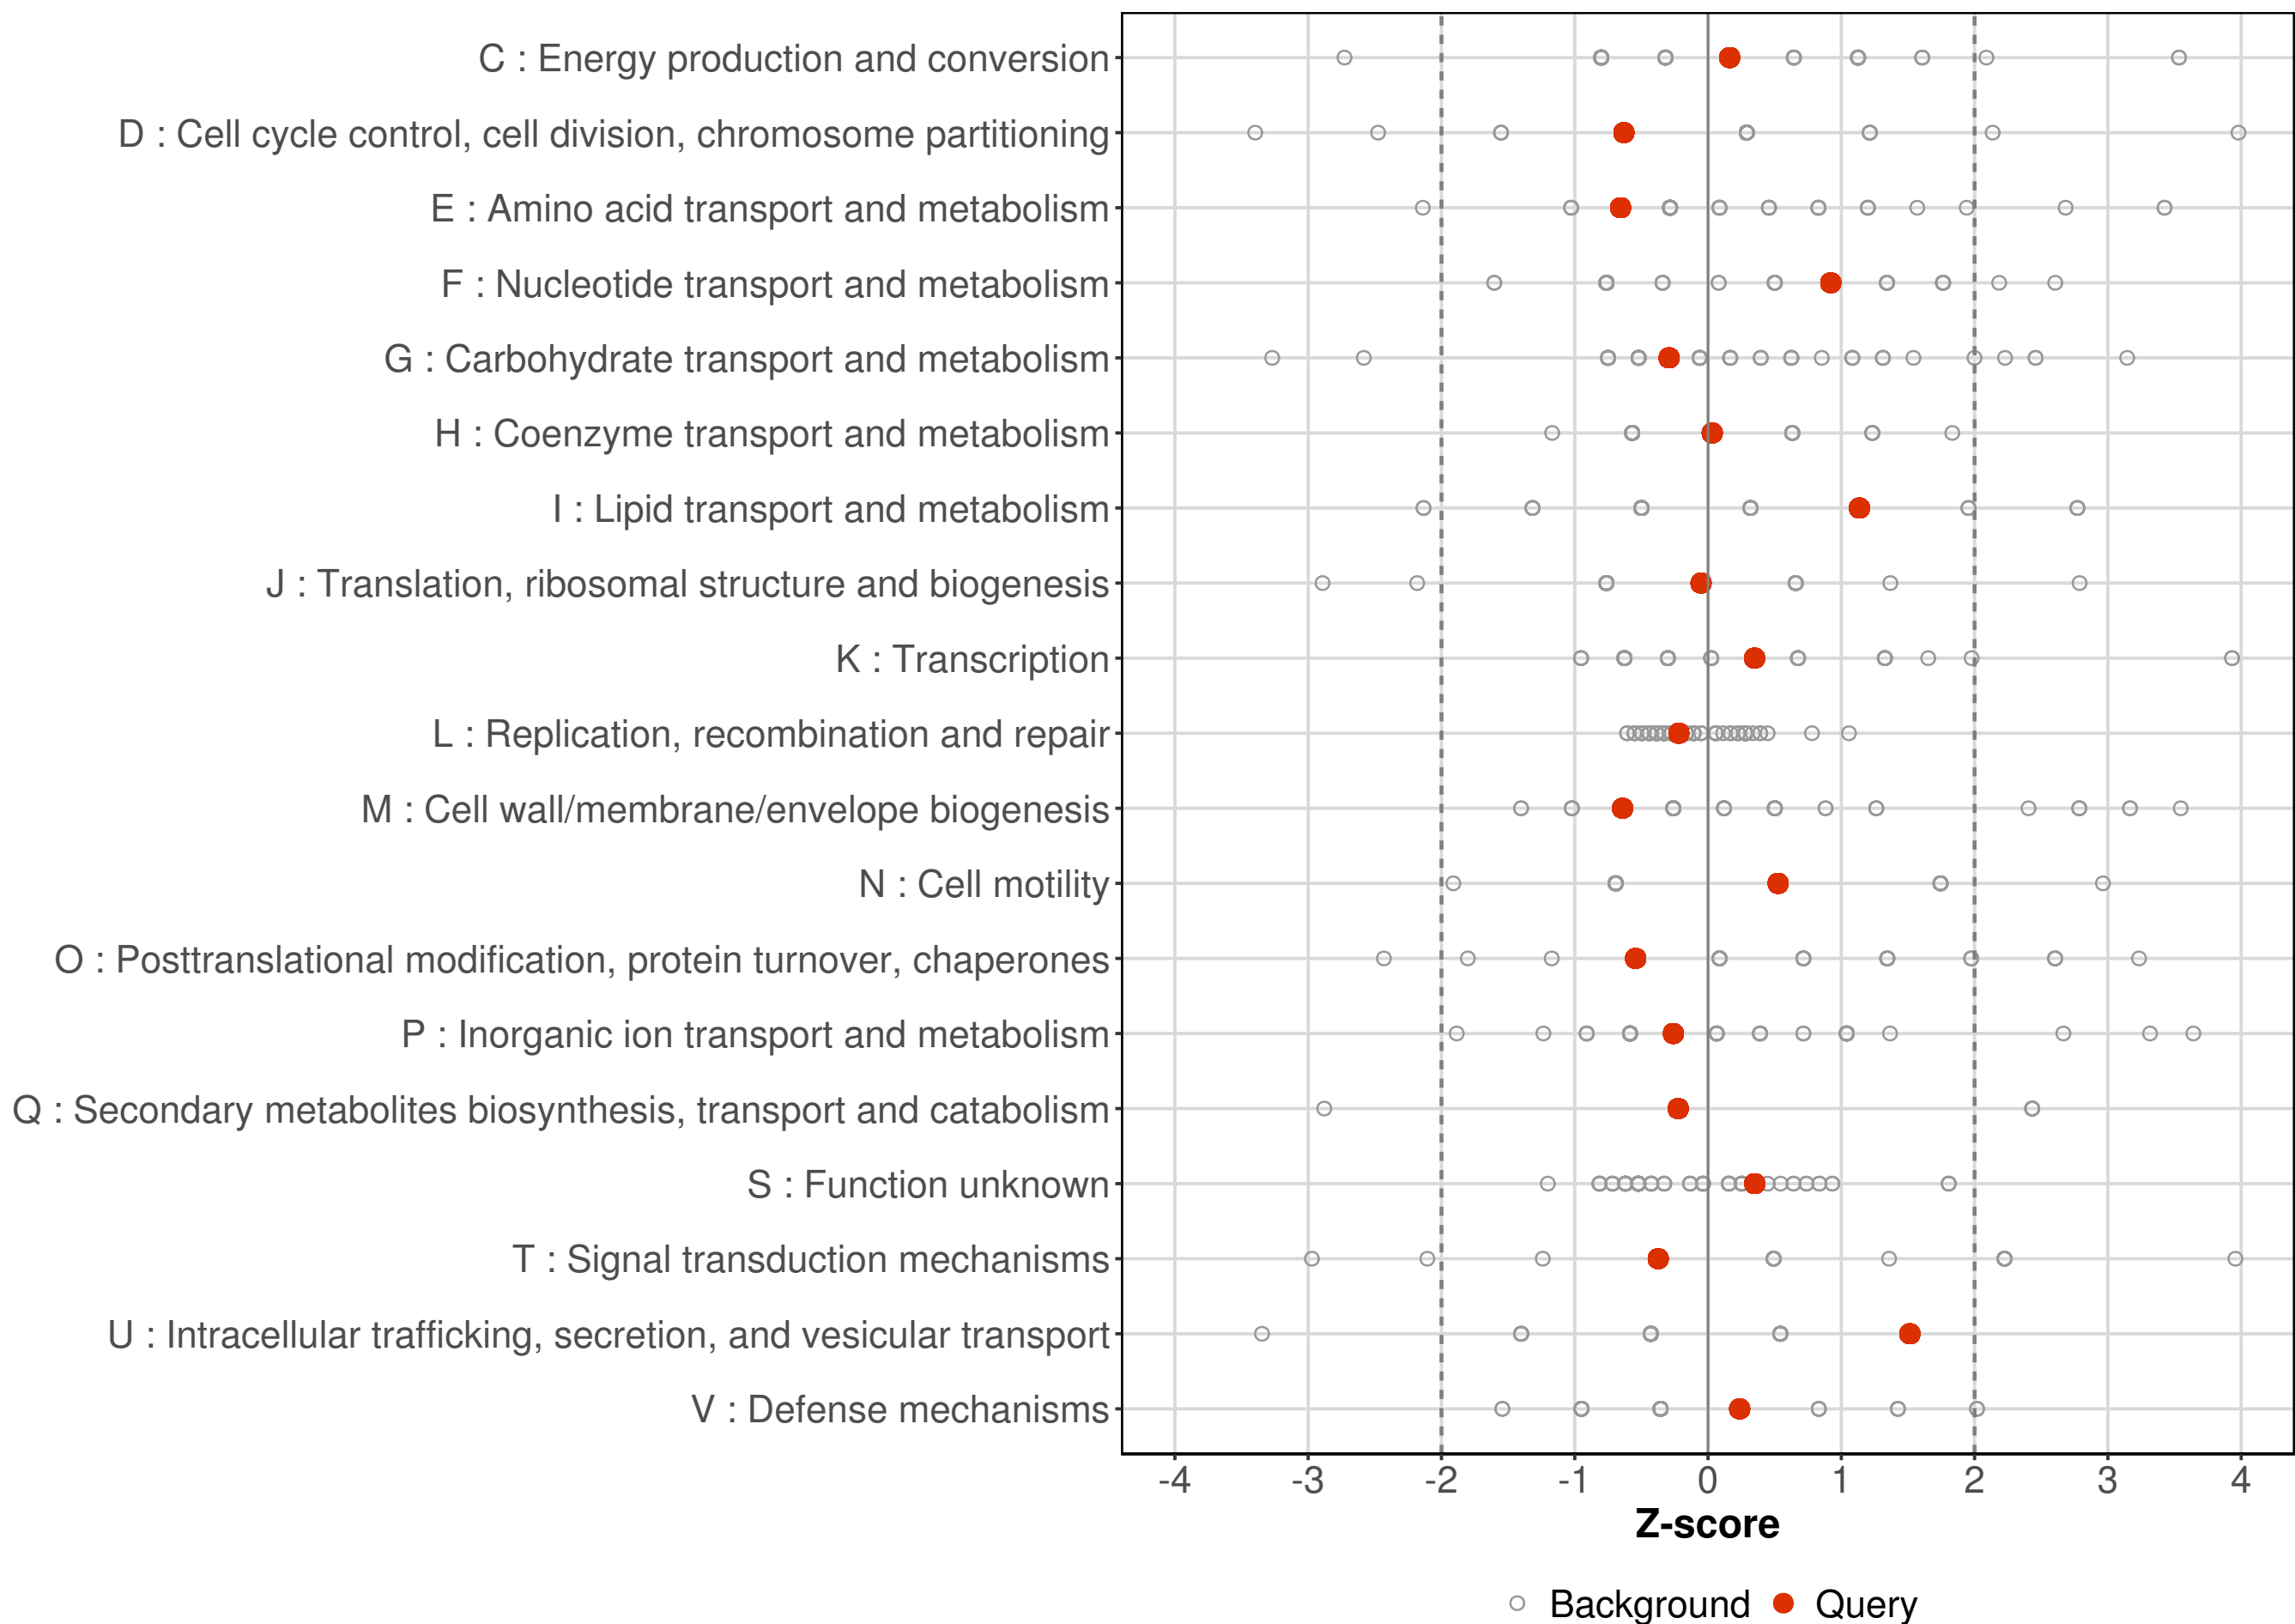 C : Energy production and conversion
D : Cell cycle control, cell division, chromosome partitioning
E : Amino acid transport and metabolism
F : Nucleotide transport and metabolism
G : Carbohydrate transport and metabolism
H : Coenzyme transport and metabolism
I : Lipid transport and metabolism
J : Translation, ribosomal structure and biogenesis
K : Transcription
L : Replication, recombination and repair
M : Cell wall/membrane/envelope biogenesis
N : Cell motility
O : Posttranslational modification, protein turnover, chaperones
P : Inorganic ion transport and metabolism
Q : Secondary metabolites biosynthesis, transport and catabolism
S : Function unknown
T : Signal transduction mechanisms
U : Intracellular trafficking, secretion, and vesicular transport
V : Defense mechanisms
-4 -3 -2 -1 0 1 2 3 4
Z-score
Background Query